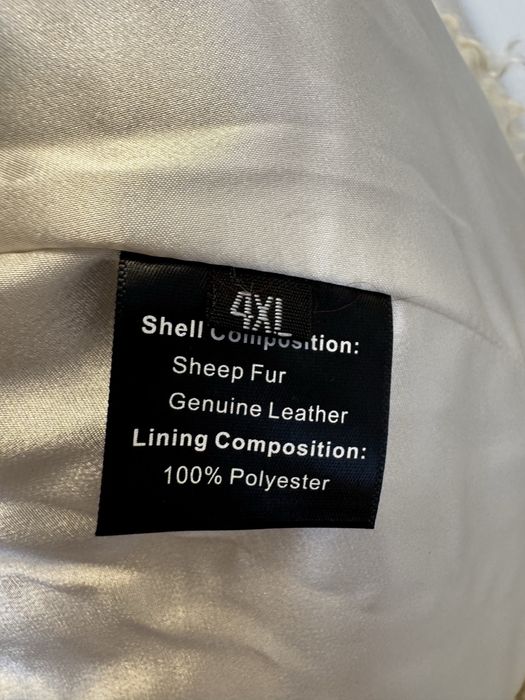 4XL
Shell Composition:
Sheep Fur
Genuine Leather
Lining Composition:
100% Polyester